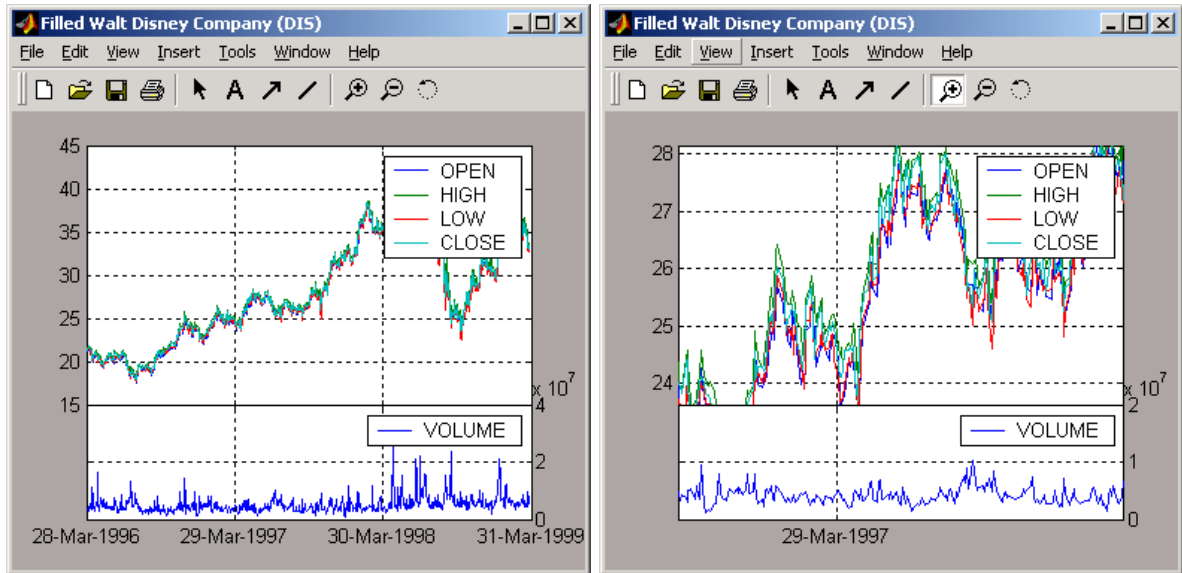 Filled Walt Disney Company (DIS)
File Edit View Insert Tools Window Help
A
45
40
35
30
25
20
15
OPEN
HIGH
LOW
CLOSE
x 10^7
4
2
0
VOLUME
28-Mar-1996 29-Mar-1997 30-Mar-1998 31-Mar-1999
Filled Walt Disney Company (DIS)
File Edit View Insert Tools Window Help
A
28
27
26
25
24
OPEN
HIGH
LOW
CLOSE
x 10^7
2
1
0
VOLUME
29-Mar-1997